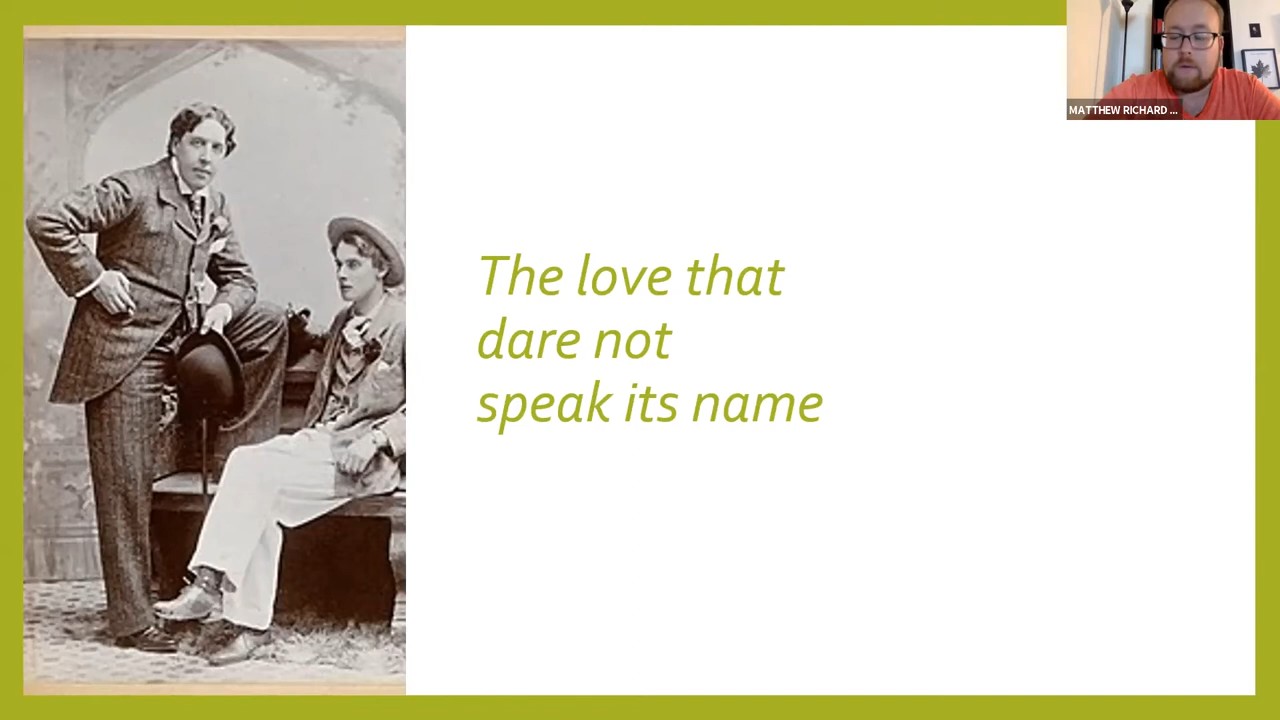 MATTHEW RICHARD ...
The love that
dare not
speak its name